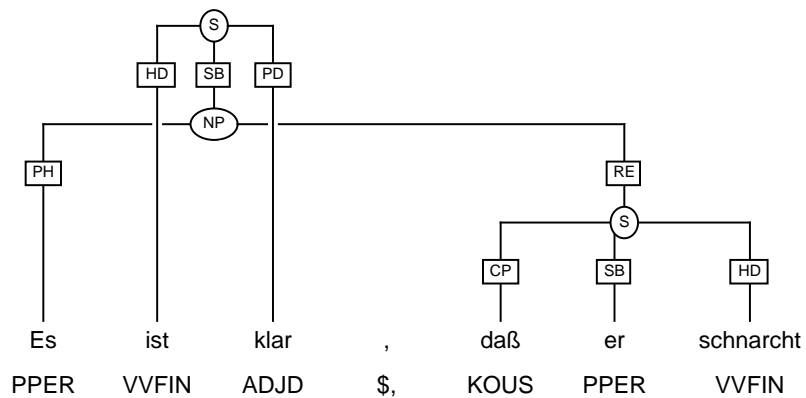 S
HD SB PD
NP
PH RE
S
CP SB HD
Es ist klar , daß er schnarcht
PPER VVFIN ADJD $, KOUS PPER VVFIN